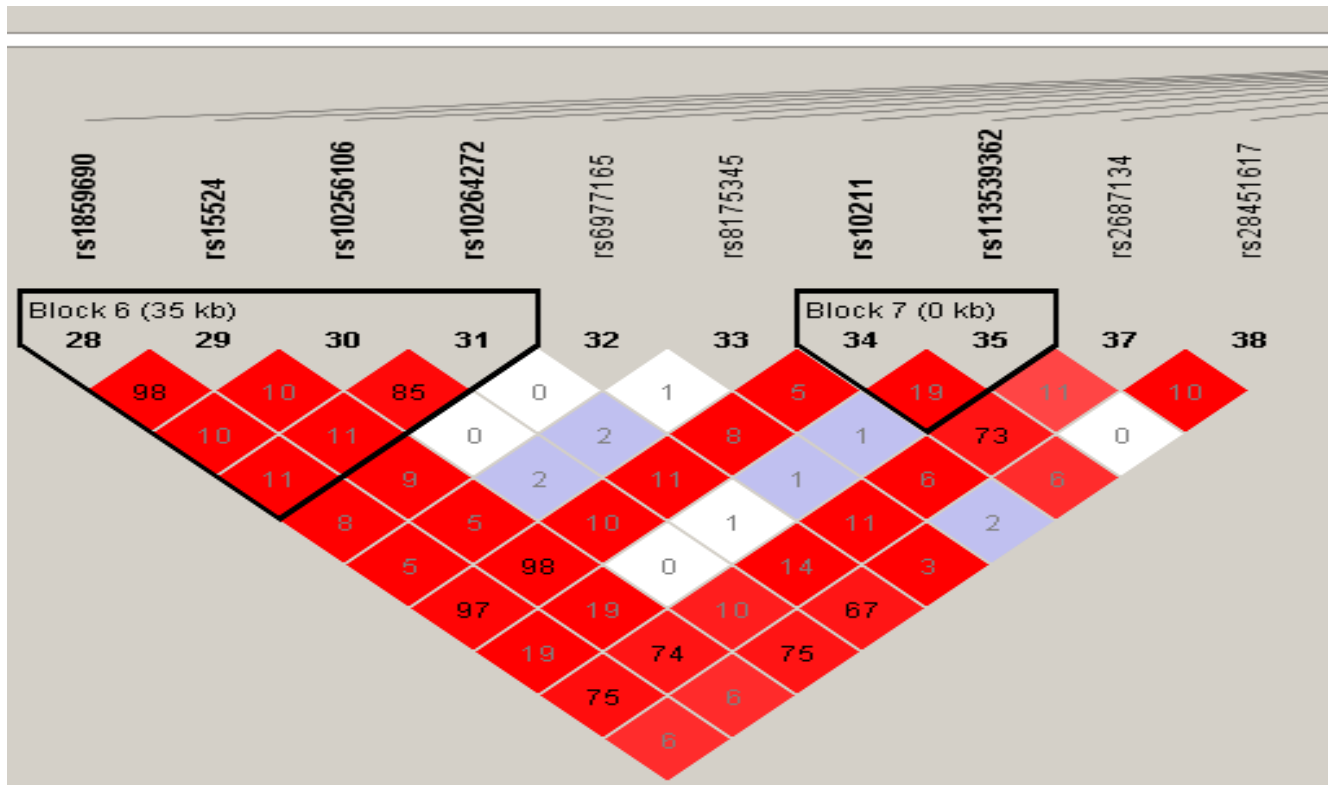 rs1859690
rs15524
rs10256106
rs10264272
rs6977165
rs8175345
rs10211
rs113539362
rs2687134
rs28451617
Block 6 (35 kb) Block 7 (0 kb)
28 29 30 31 32 33 34 35 37 38
98 10 85 0 1 5 19 11 10
10 11 0 2 8 1 73 0
11 9 2 11 1 6 6
8 5 10 1 11 2
5 98 0 14 3
97 19 10 67
19 74 75
75 6
6